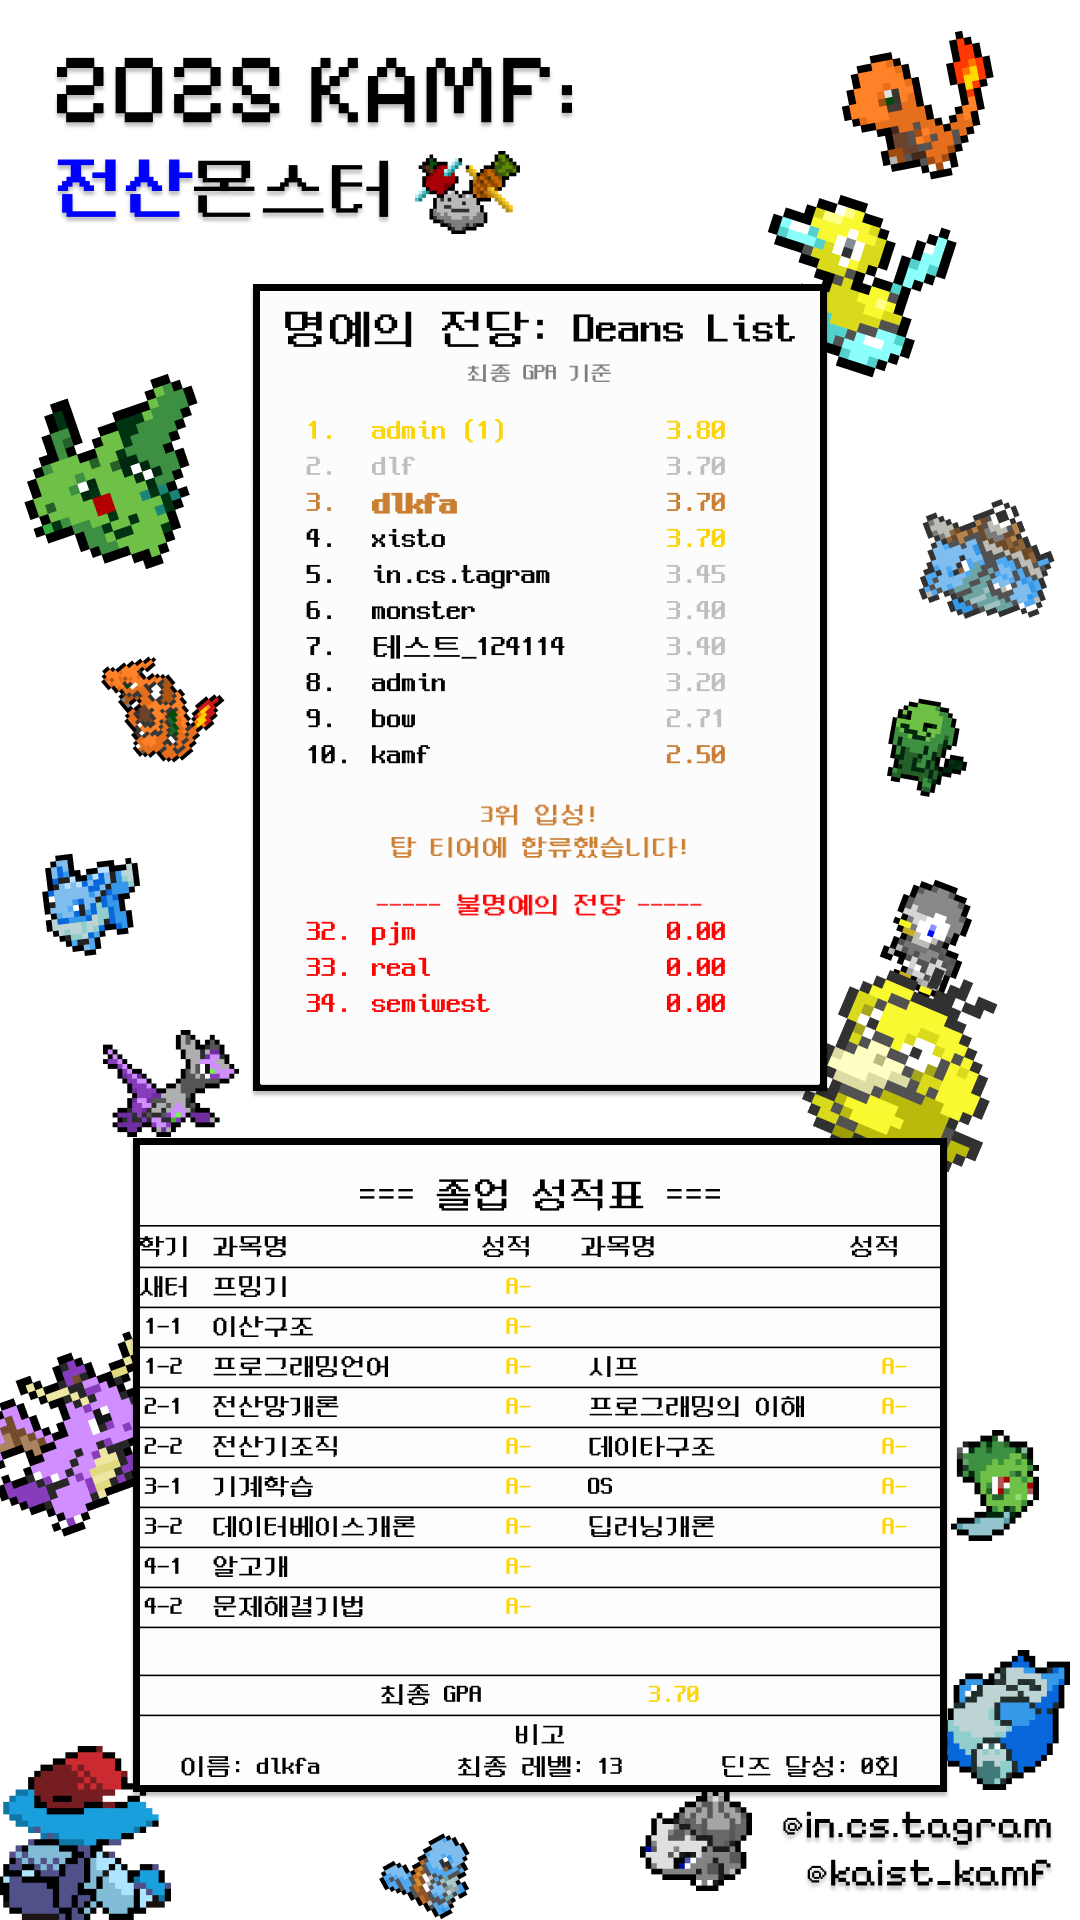 2025 KAMF:
전산몬스터
명예의 전당: Deans List
최종 GPA 기준
1. admin (1) 3.80
2. dlf 3.70
3. dlkfa 3.70
4. xisto 3.70
5. in.cs.tagram 3.45
6. monster 3.40
7. 테스트_124114 3.40
8. admin 3.20
9. bow 2.71
10. kamf 2.50
3위 입성!
탑 티어에 합류했습니다!
----- 불명예의 전당 -----
32. pjm 0.00
33. real 0.00
34. semiwest 0.00
=== 졸업 성적표 ===
학기 과목명 성적 과목명 성적
새터 프밍기 A-
1-1 이산구조 A-
1-2 프로그래밍언어 A- 시프 A-
2-1 전산망개론 A- 프로그래밍의 이해 A-
2-2 전산기조직 A- 데이타구조 A-
3-1 기계학습 A- OS A-
3-2 데이터베이스개론 A- 딥러닝개론 A-
4-1 알고개 A-
4-2 문제해결기법 A-
최종 GPA 3.70
비고
이름: dlkfa 최종 레벨: 13 딘즈 달성: 0회
@in.cs.tagram
@kaist_kamf